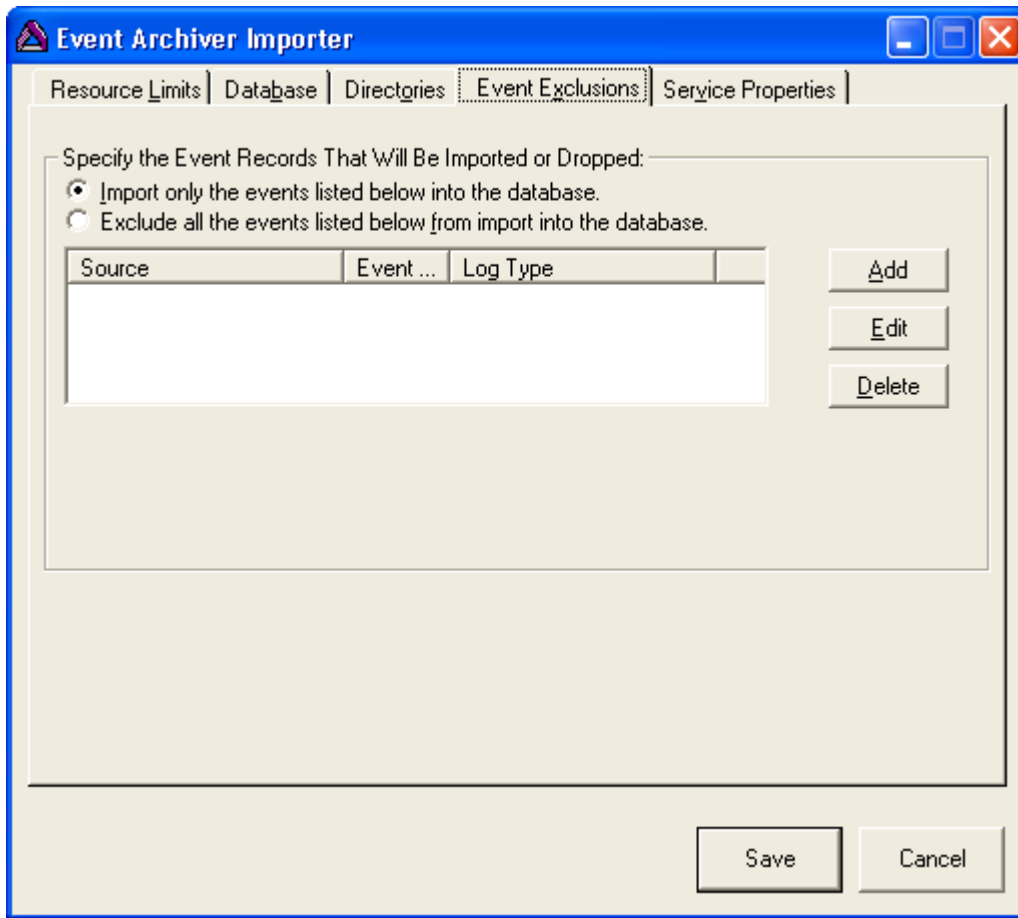 Event Archiver Importer
Resource Limits Database Directories Event Exclusions Service Properties
Specify the Event Records That Will Be Imported or Dropped:
Import only the events listed below into the database.
Exclude all the events listed below from import into the database.
Source Event ... Log Type
Add
Edit
Delete
Save Cancel